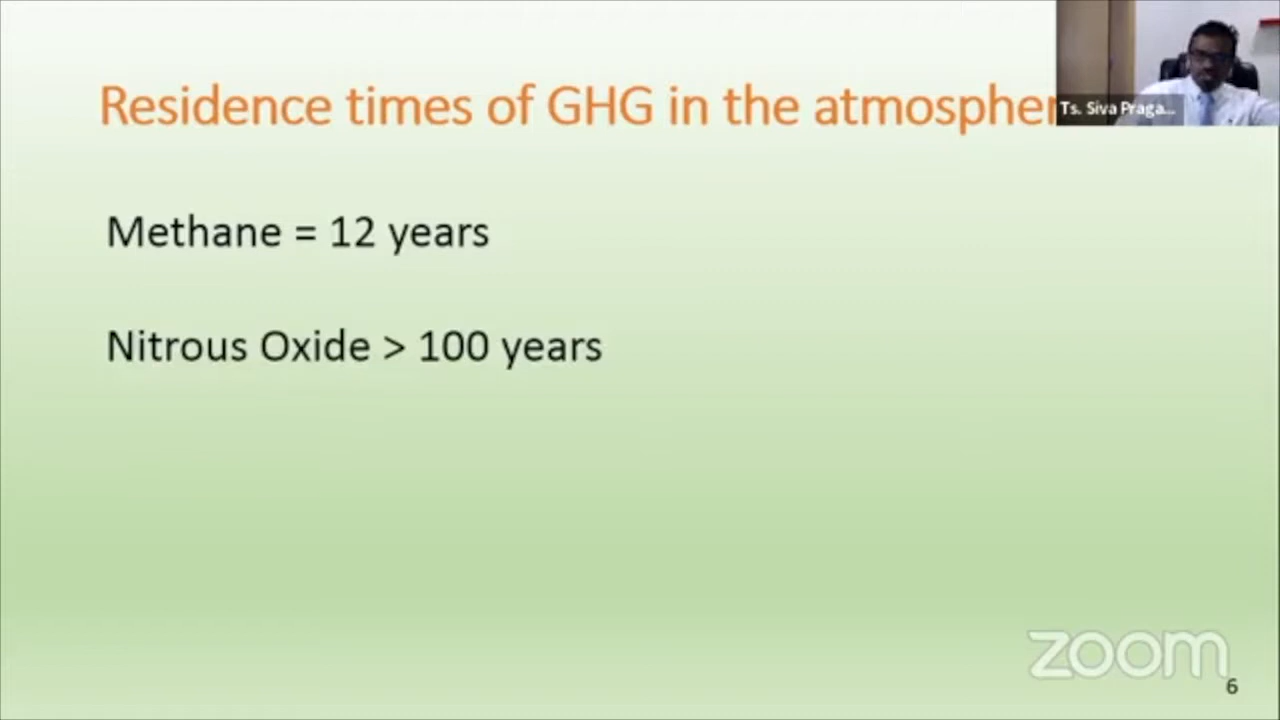 Residence times of GHG in the atmospher
Ts. Siva Praga...
Methane = 12 years
Nitrous Oxide > 100 years
zoom
6